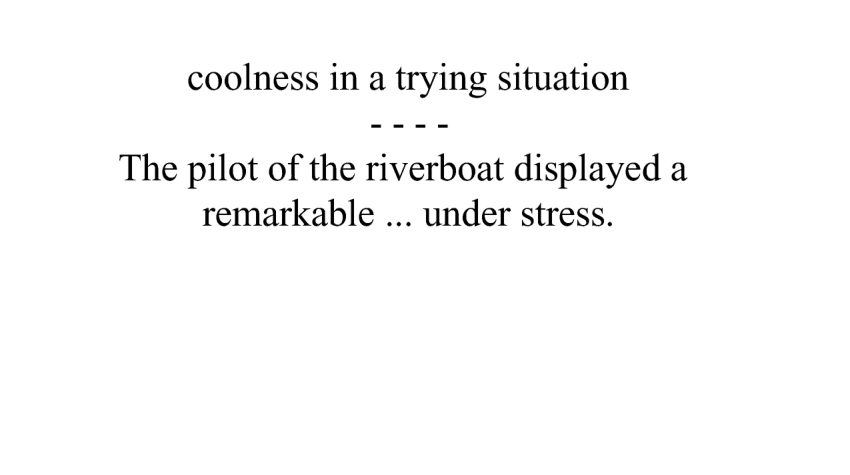 coolness in a trying situation
- - - -
The pilot of the riverboat displayed a
remarkable ... under stress.